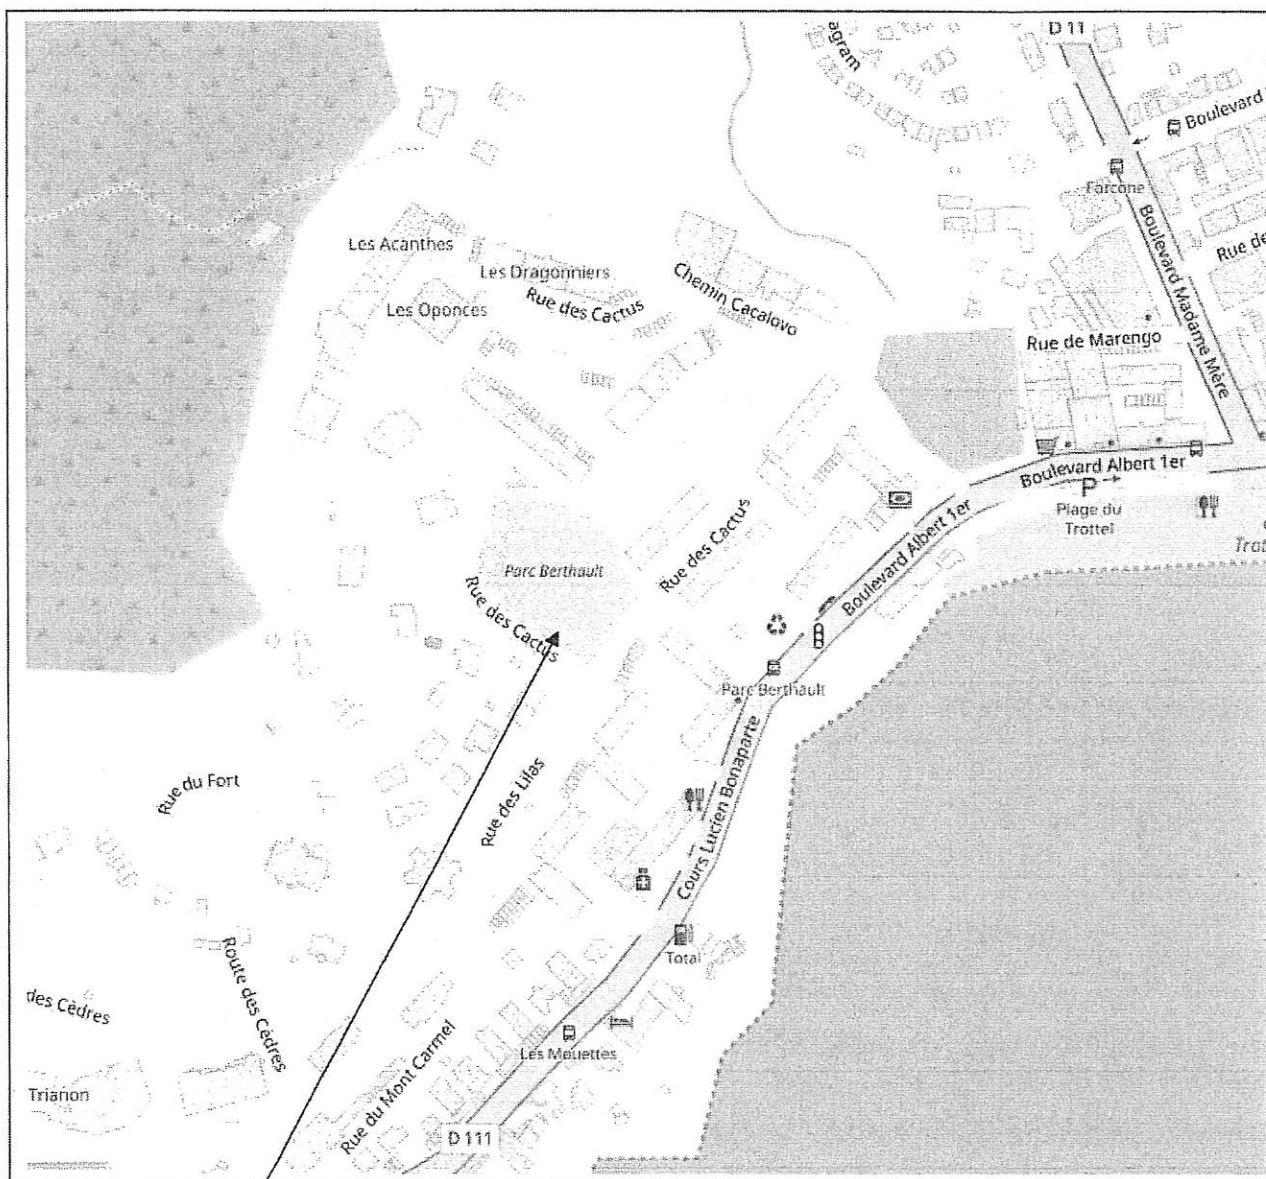 agram
D 11
Boulevard
Farcone
Boulevard Madame Mère
Rue de
Les Acanthes
Les Dragonniers
Rue des Cactus
Chemin Cacalovo
Les Oponces
Rue de Marengo
Boulevard Albert 1er
P
Plage du
Trottel
Trot
Boulevard Albert 1er
Rue des Cactus
Parc Berthault
Rue des Cactus
Parc Berthault
Cours Lucien Bonaparte
Rue du Fort
Rue des Lilas
Total
Route des Cèdres
des Cèdres
Les Mouettes
Rue du Mont Carmel
Trianon
D 111